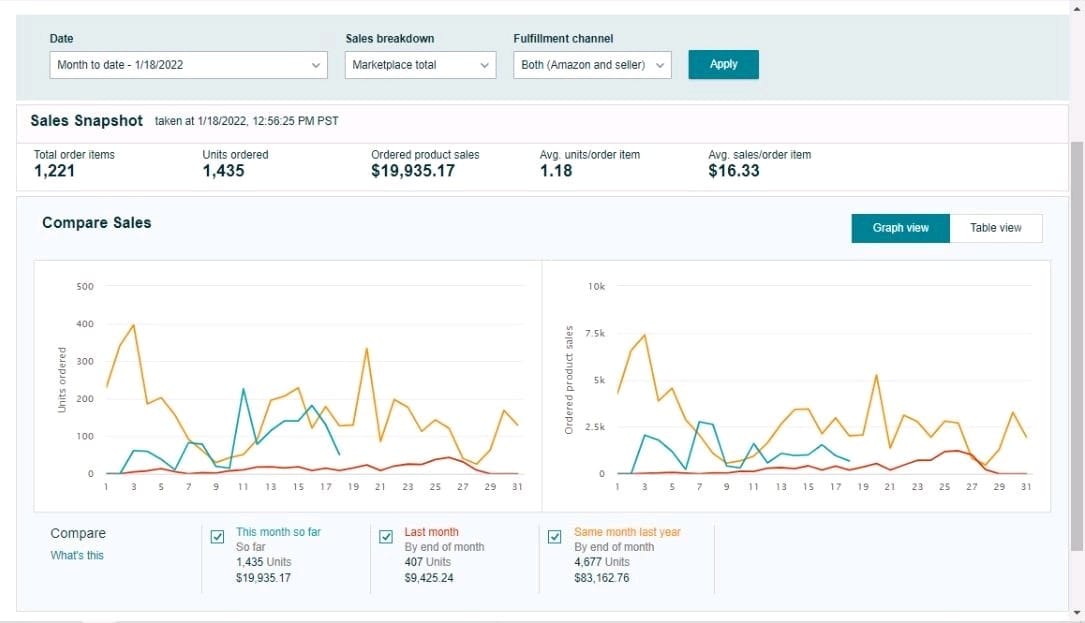 Date Sales breakdown Fulfillment channel
Month to date - 1/18/2022 Marketplace total Both (Amazon and seller) Apply
Sales Snapshot taken at 1/18/2022, 12:56:25 PM PST
Total order items Units ordered Ordered product sales Avg. units/order item Avg. sales/order item
1,221 1,435 $19,935.17 1.18 $16.33
Compare Sales
Graph view Table view
Units ordered
500
400
300
200
100
0
1 3 5 7 9 11 13 15 17 19 21 23 25 27 29 31
Ordered product sales
10k
7.5k
5k
2.5k
0
1 3 5 7 9 11 13 15 17 19 21 23 25 27 29 31
Compare
What's this
This month so far
So far
1,435 Units
$19,935.17
Last month
By end of month
407 Units
$9,425.24
Same month last year
By end of month
4,677 Units
$83,162.76